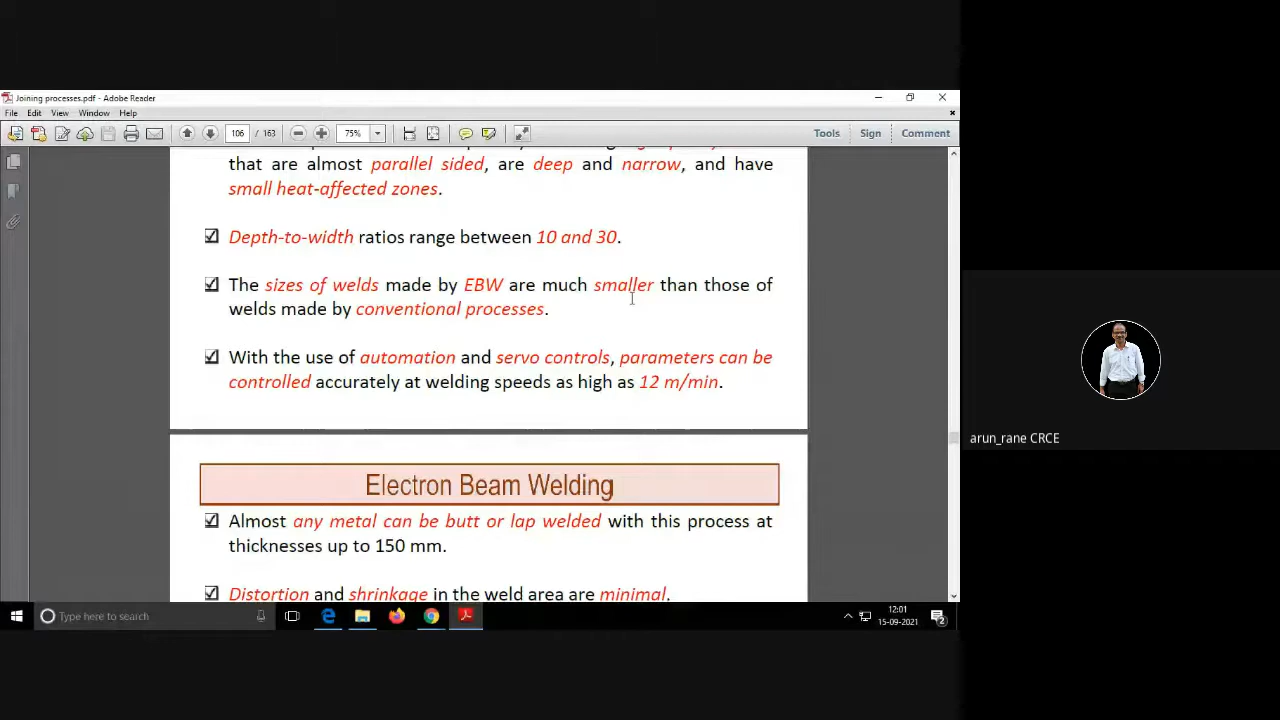 Joining processes.pdf - Adobe Reader
File Edit View Window Help
106 / 163 75% Tools Sign Comment
that are almost parallel sided, are deep and narrow, and have
small heat-affected zones.
Depth-to-width ratios range between 10 and 30.
The sizes of welds made by EBW are much smaller than those of
welds made by conventional processes.
With the use of automation and servo controls, parameters can be
controlled accurately at welding speeds as high as 12 m/min.
Electron Beam Welding
Almost any metal can be butt or lap welded with this process at
thicknesses up to 150 mm.
Distortion and shrinkage in the weld area are minimal.
arun_rane CRCE
Type here to search
12:01
15-09-2021
2